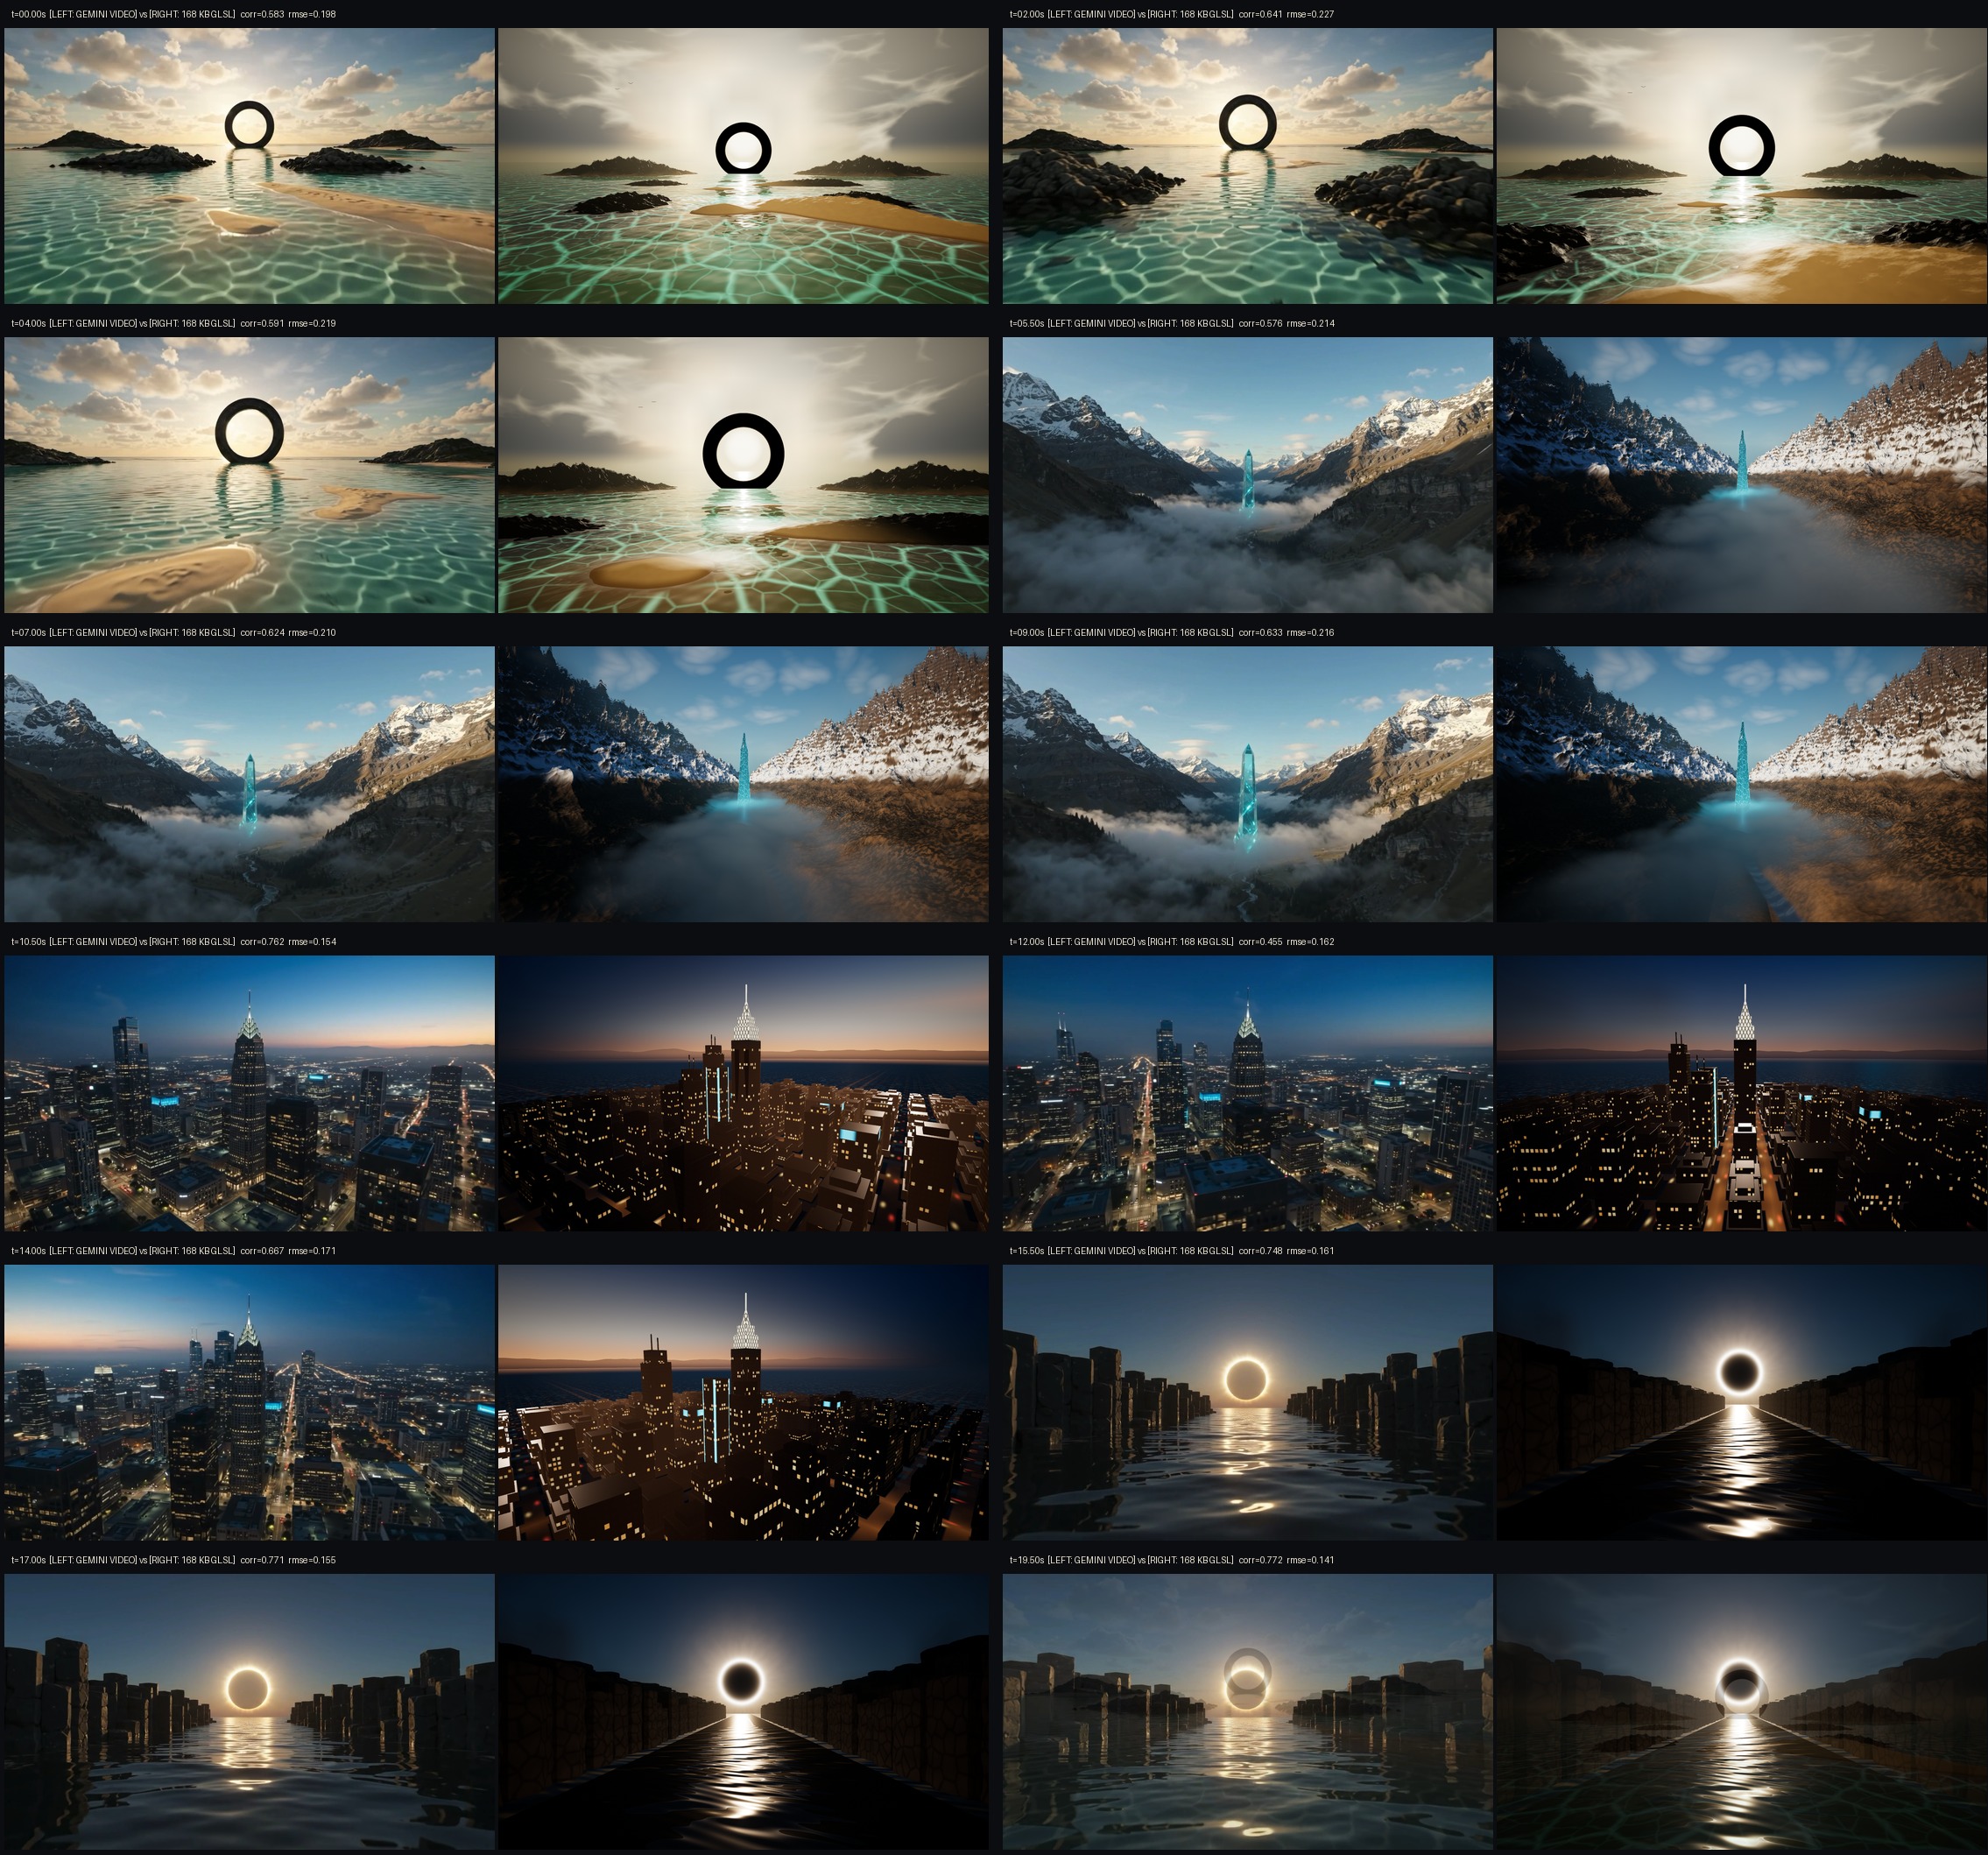 t=00.00s [LEFT: GEMINI VIDEO] vs [RIGHT: 168 KB GLSL] corr=0.583 rmse=0.198
t=02.00s [LEFT: GEMINI VIDEO] vs [RIGHT: 168 KB GLSL] corr=0.641 rmse=0.227
t=04.00s [LEFT: GEMINI VIDEO] vs [RIGHT: 168 KB GLSL] corr=0.591 rmse=0.219
t=05.50s [LEFT: GEMINI VIDEO] vs [RIGHT: 168 KB GLSL] corr=0.576 rmse=0.214
t=07.00s [LEFT: GEMINI VIDEO] vs [RIGHT: 168 KB GLSL] corr=0.624 rmse=0.210
t=09.00s [LEFT: GEMINI VIDEO] vs [RIGHT: 168 KB GLSL] corr=0.633 rmse=0.216
t=10.50s [LEFT: GEMINI VIDEO] vs [RIGHT: 168 KB GLSL] corr=0.762 rmse=0.154
t=12.00s [LEFT: GEMINI VIDEO] vs [RIGHT: 168 KB GLSL] corr=0.455 rmse=0.162
t=14.00s [LEFT: GEMINI VIDEO] vs [RIGHT: 168 KB GLSL] corr=0.667 rmse=0.171
t=15.50s [LEFT: GEMINI VIDEO] vs [RIGHT: 168 KB GLSL] corr=0.748 rmse=0.161
t=17.00s [LEFT: GEMINI VIDEO] vs [RIGHT: 168 KB GLSL] corr=0.771 rmse=0.155
t=19.50s [LEFT: GEMINI VIDEO] vs [RIGHT: 168 KB GLSL] corr=0.772 rmse=0.141